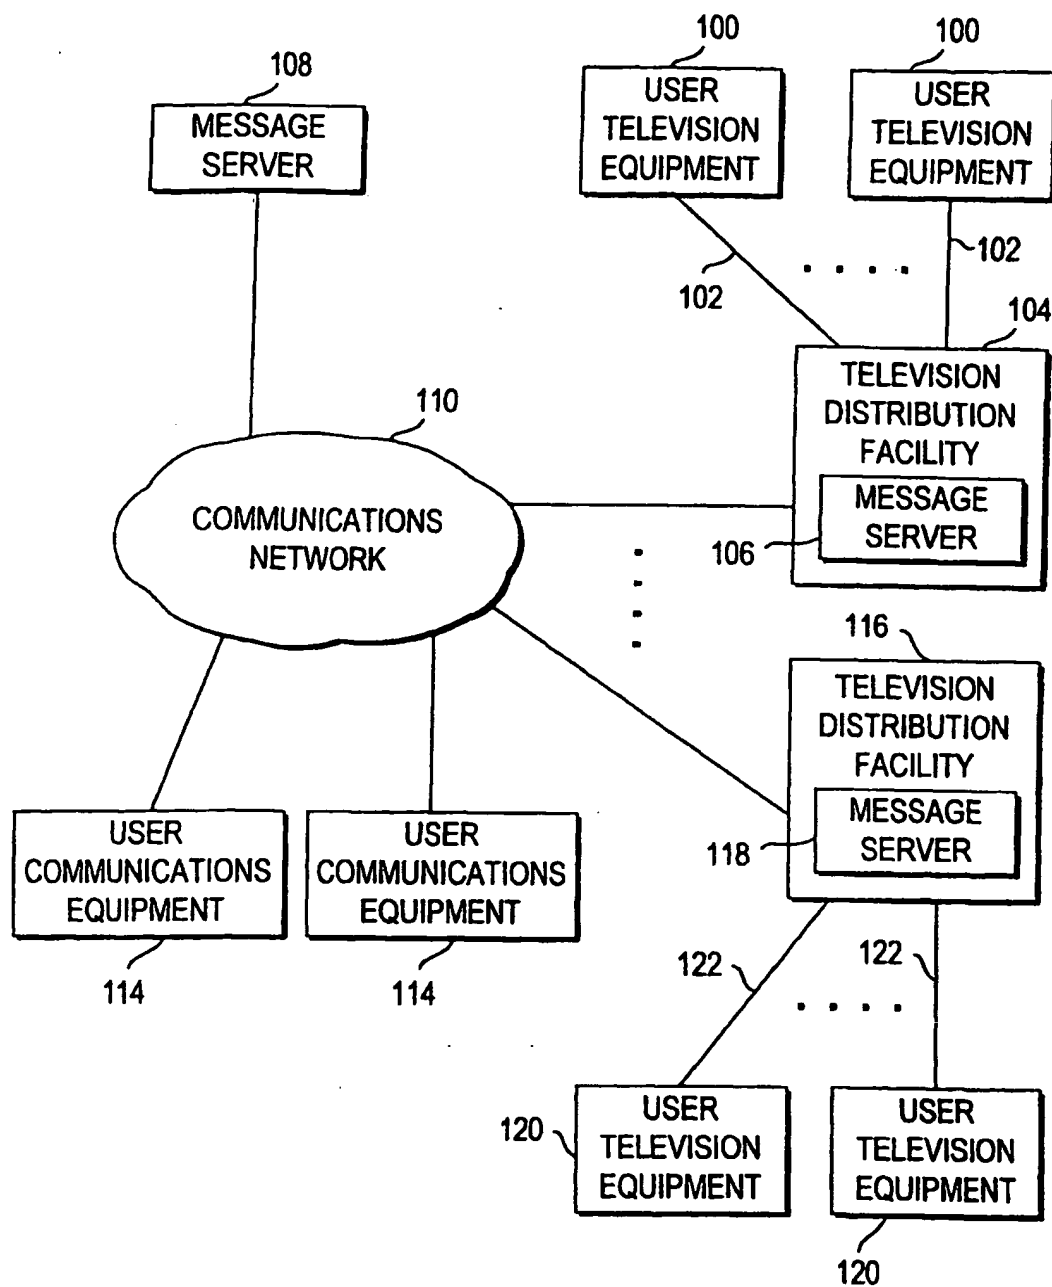 100
100
108
USER
TELEVISION
EQUIPMENT
USER
TELEVISION
EQUIPMENT
MESSAGE
SERVER
102
102
104
TELEVISION
DISTRIBUTION
FACILITY
MESSAGE
SERVER
106
110
COMMUNICATIONS
NETWORK
116
TELEVISION
DISTRIBUTION
FACILITY
MESSAGE
SERVER
118
USER
COMMUNICATIONS
EQUIPMENT
USER
COMMUNICATIONS
EQUIPMENT
114
114
122
122
USER
TELEVISION
EQUIPMENT
120
USER
TELEVISION
EQUIPMENT
120